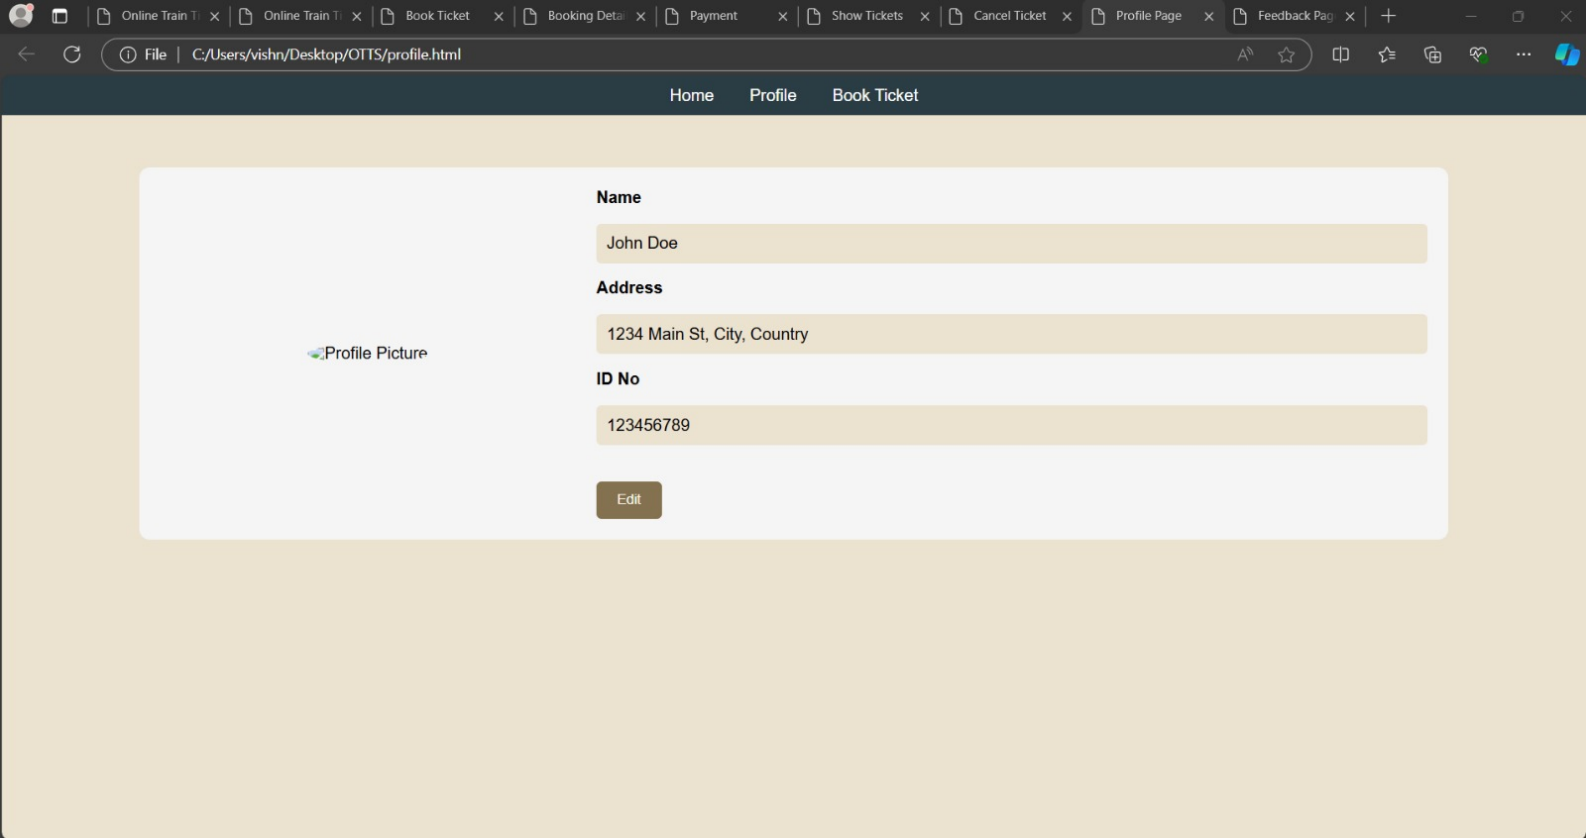 Online Train Ti
Online Train Ti
Book Ticket
Booking Detai
Payment
Show Tickets
Cancel Ticket
Profile Page
Feedback Pag
File
C:/Users/vishn/Desktop/OTTS/profile.html
Home
Profile
Book Ticket
Name
John Doe
Address
Profile Picture
1234 Main St, City, Country
ID No
123456789
Edit